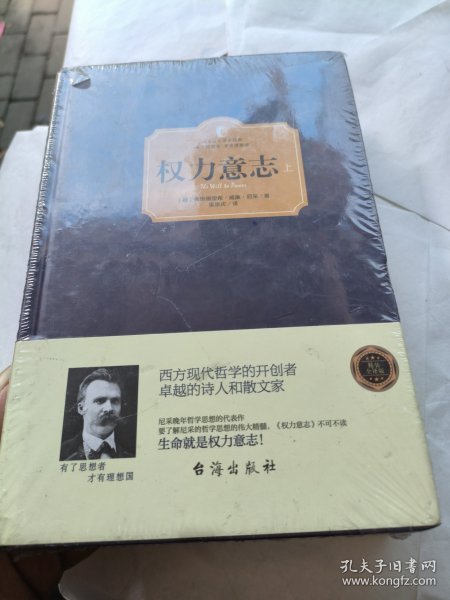 权力意志 上
The Will to Power
西方现代哲学的开创者
卓越的诗人和散文家
尼采晚年哲学思想的代表作
要了解尼采的哲学思想的伟大精髓，《权力意志》不可不读
生命就是权力意志！
有了思想者
才有理想国
台海出版社
孔夫子旧书网
www.kongfz.com